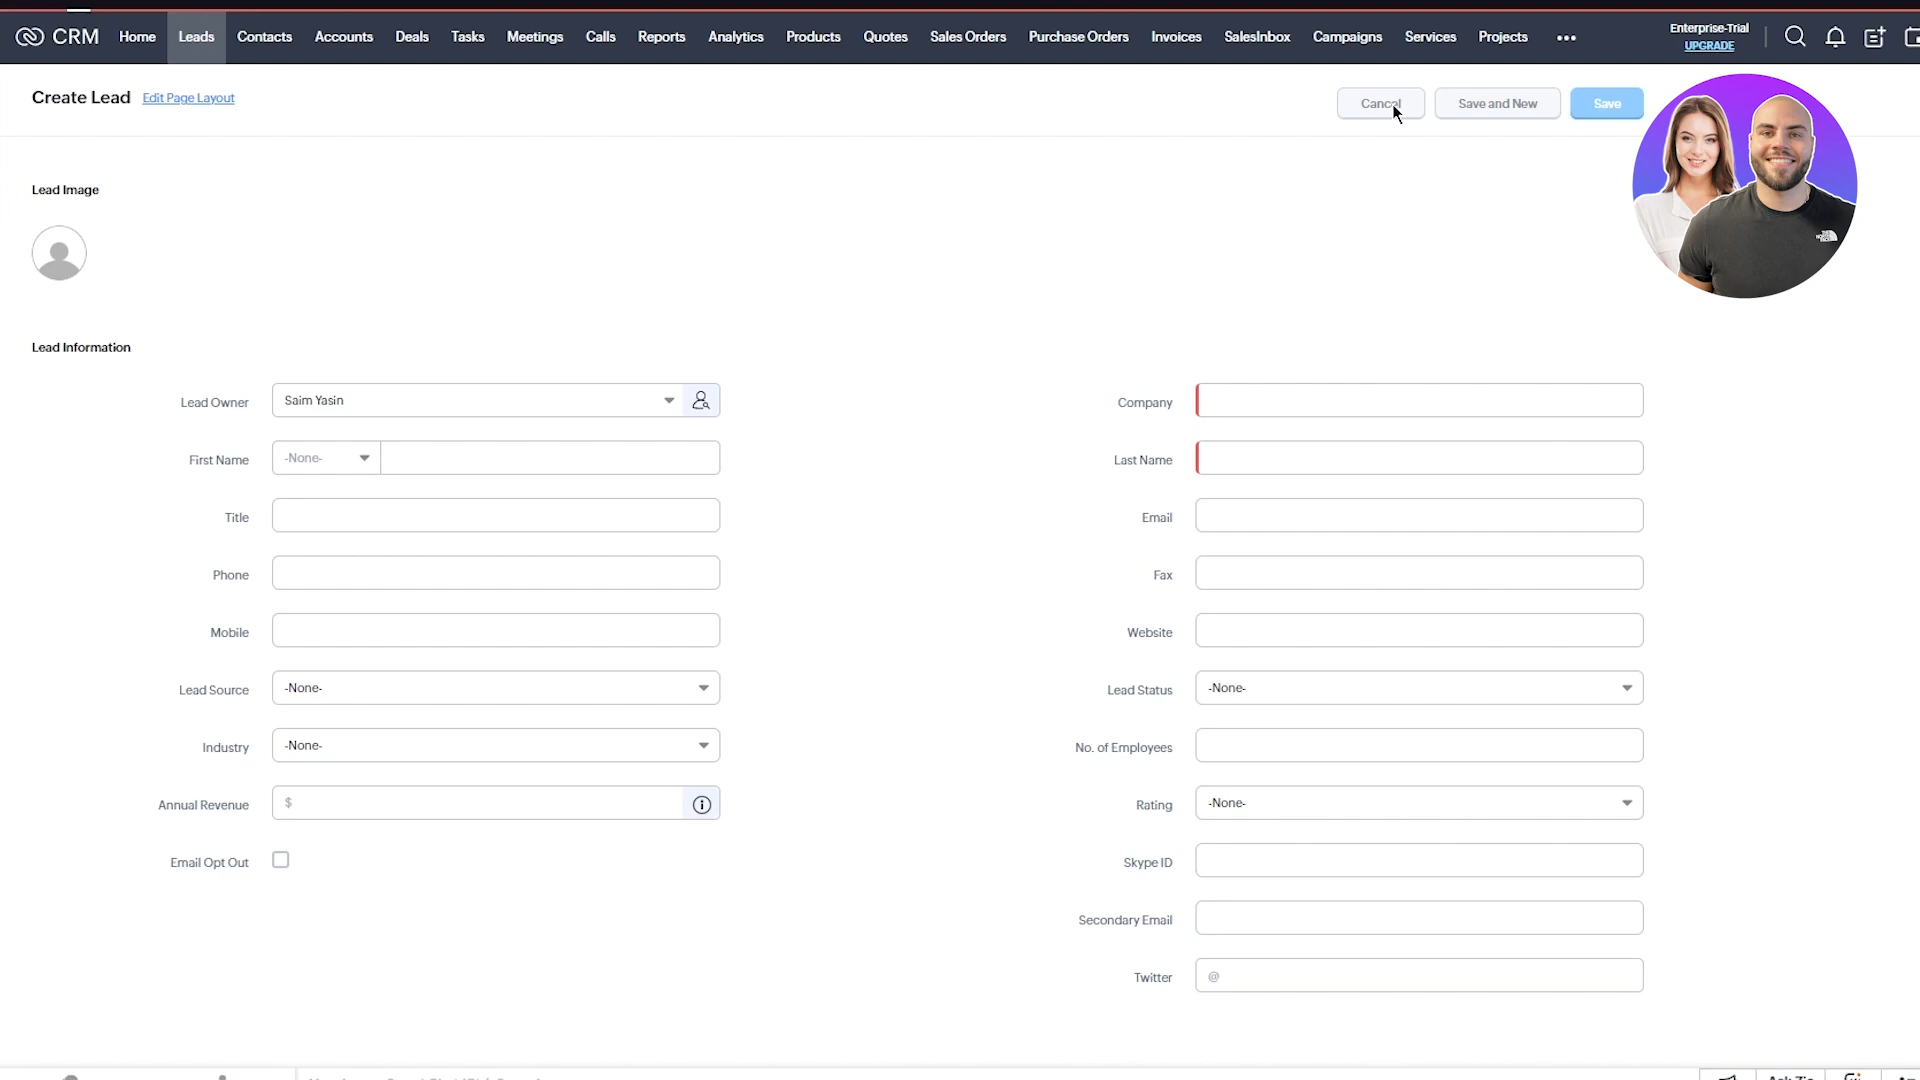 CRM Home Leads Contacts Accounts Deals Tasks Meetings Calls Reports Analytics Products Quotes Sales Orders Purchase Orders Invoices SalesInbox Campaigns Services Projects ••• Enterprise-Trial
UPGRADE
Create Lead Edit Page Layout Cancel Save and New Save
Lead Image
THE NORTH FACE
Lead Information
Lead Owner Saim Yasin Company
First Name -None- Last Name
Title Email
Phone Fax
Mobile Website
Lead Source -None- Lead Status -None-
Industry -None- No. of Employees
Annual Revenue $ Rating -None-
Email Opt Out Skype ID
Secondary Email
Twitter @